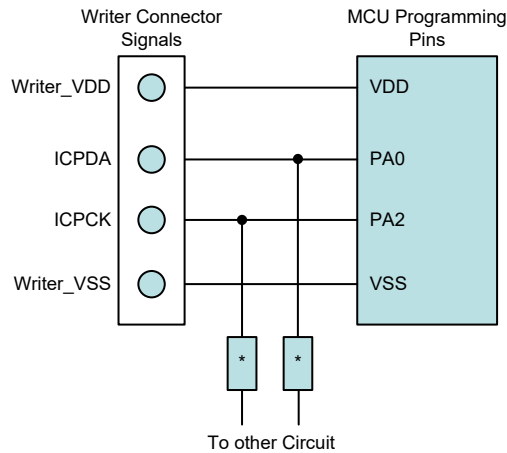 Writer Connector
Signals
MCU Programming
Pins
Writer_VDD
VDD
ICPDA
PA0
ICPCK
PA2
Writer_VSS
VSS
*
*
To other Circuit